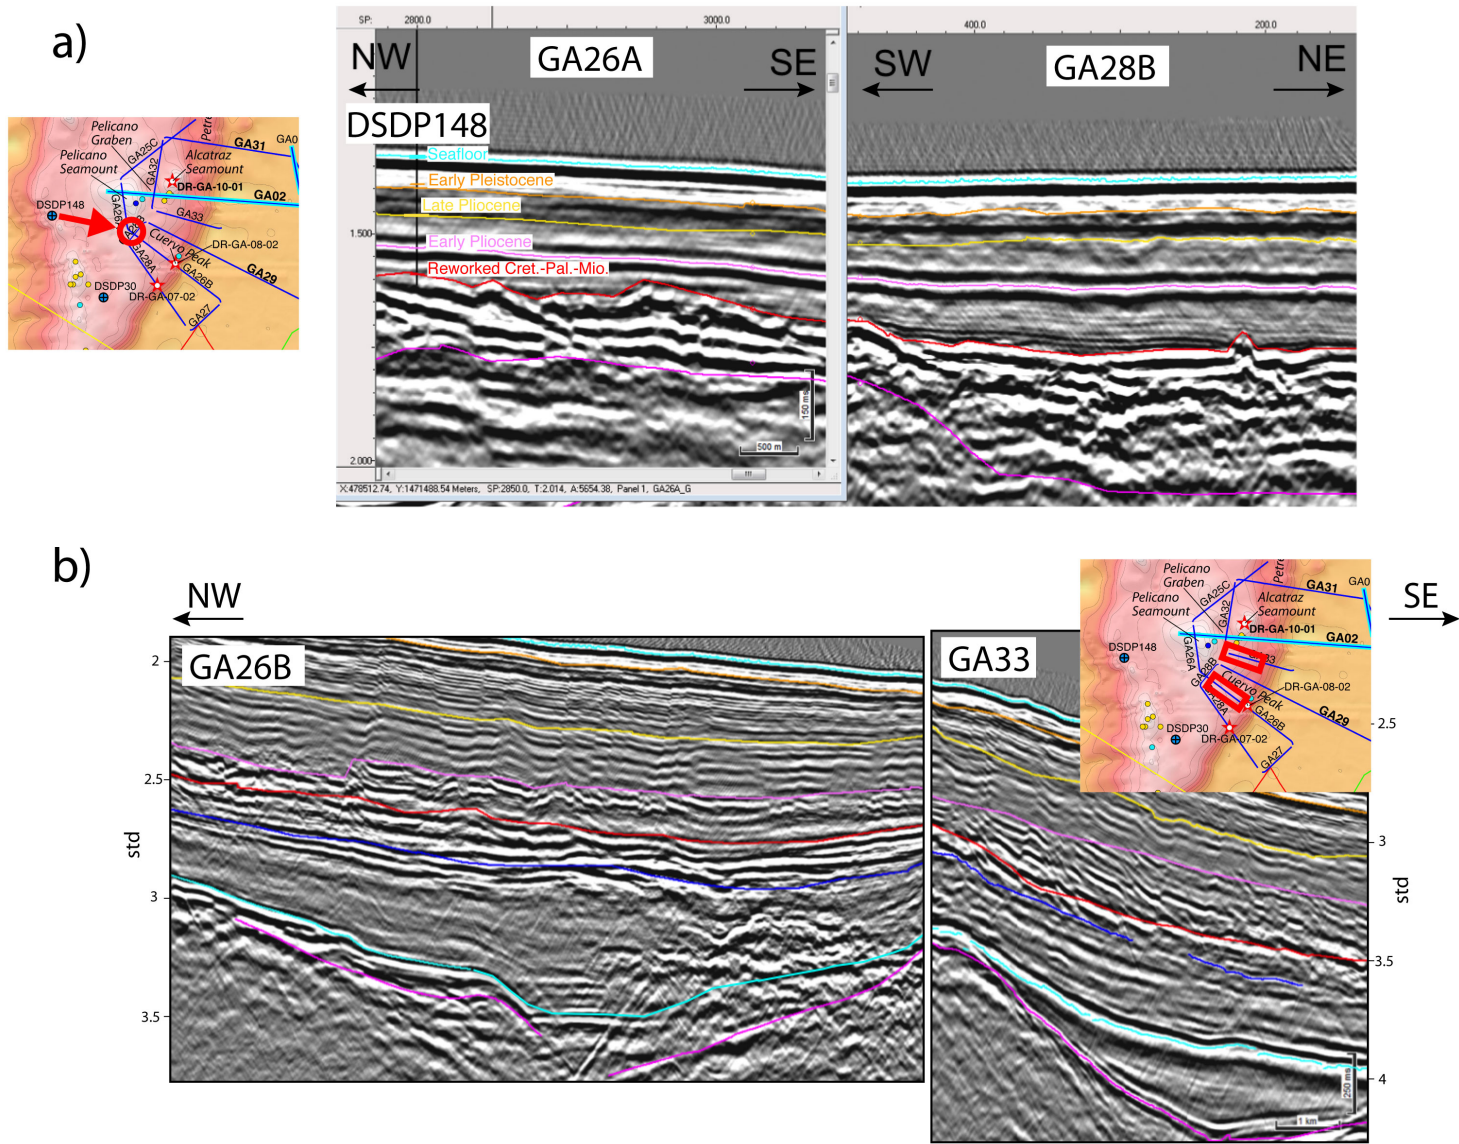 a)
SP:
2800.0
3000.0
400.0
200.0
NW
GA26A
SE
SW
GA28B
NE
DSDP148
Seafloor
Early Pleistocene
Late Pliocene
1.500
Early Pliocene
Reworked Cret.-Pal.-Mio.
150 ms
500 m
2.000
X:478512.74, Y:1471488.54 Meters, SP:2850.0, T:2.014, A:5654.38, Panel 1, GA26A_G
Pelicano
Graben
Petre
GA31
GA0
GA25C
Pelicano
Seamount
GA32
Alcatraz
Seamount
DR-GA-10-01
GA02
DSDP148
GA33
Cuervo Peak
DR-GA-08-02
GA28A
GA26B
GA29
DSDP30
DR-GA-07-02
GA27
b)
NW
SE
GA26B
GA33
2
2.5
3
3.5
std
Pelicano
Graben
Petre
GA31
GA0
GA25C
Pelicano
Seamount
GA32
Alcatraz
Seamount
DR-GA-10-01
GA02
DSDP148
GA26A
GA28B
Cuervo Peak
DR-GA-08-02
GA26B
GA29
DSDP30
DR-GA-07-02
GA27
2.5
3
std
3.5
4
250 ms
1 km